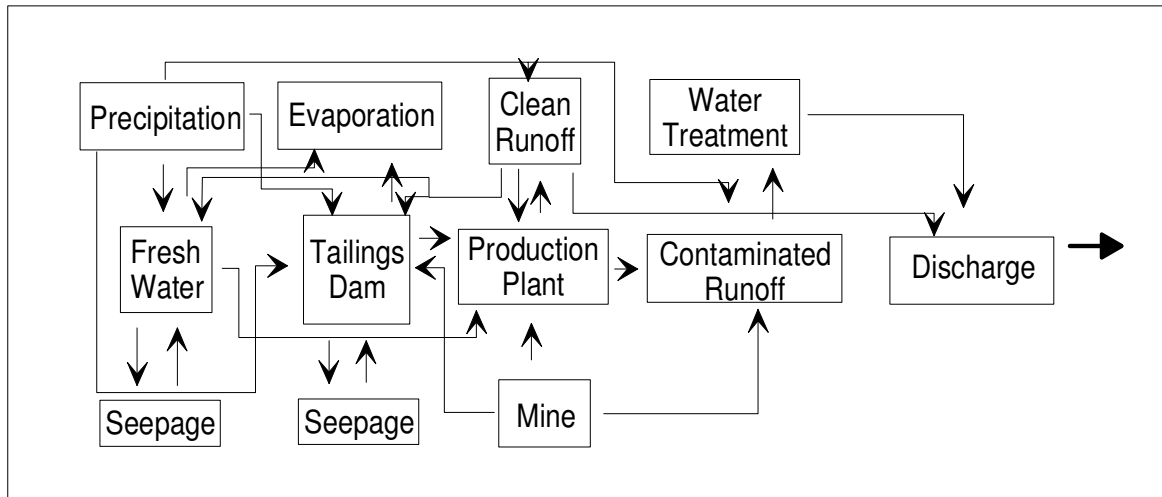 Precipitation
Evaporation
Clean
Runoff
Water
Treatment
Fresh
Water
Tailings
Dam
Production
Plant
Contaminated
Runoff
Discharge
Seepage
Seepage
Mine